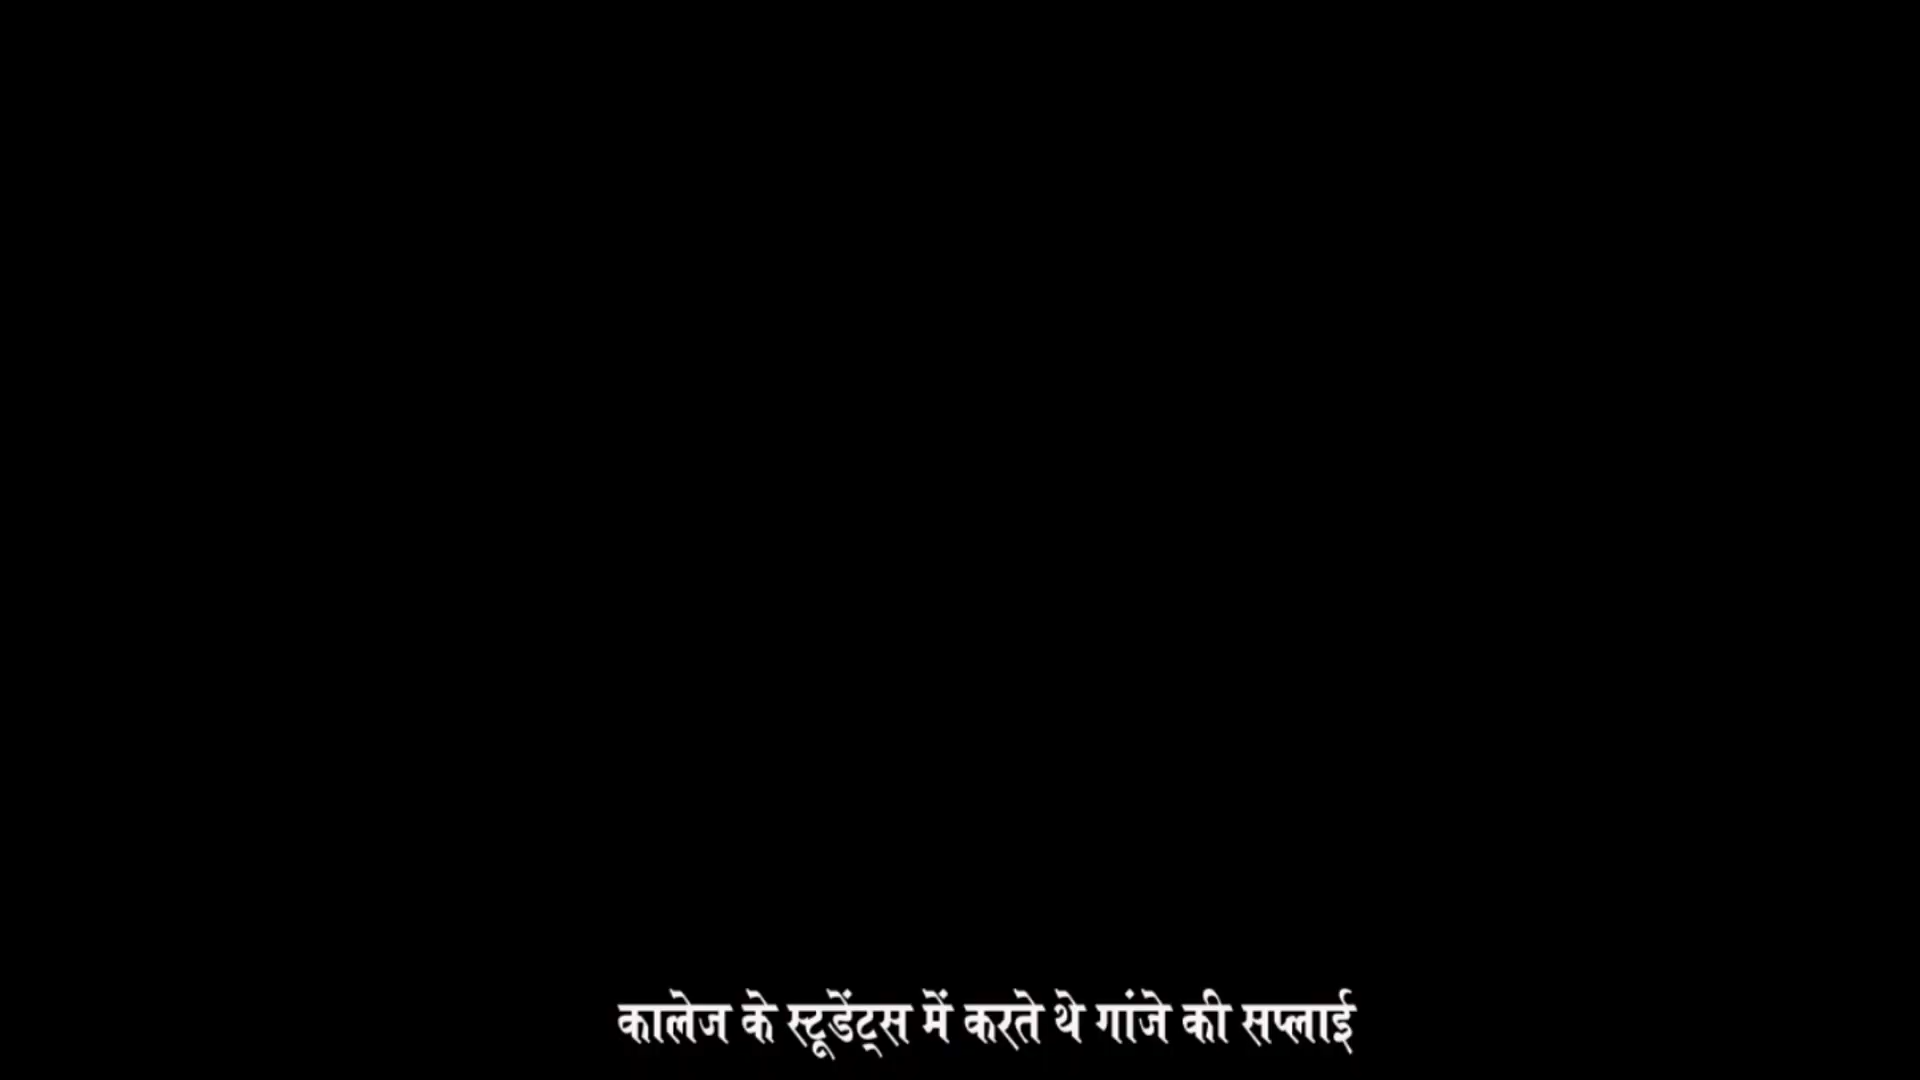 कालेज के स्टूडेंट्स में करते थे गांजे की सप्लाई